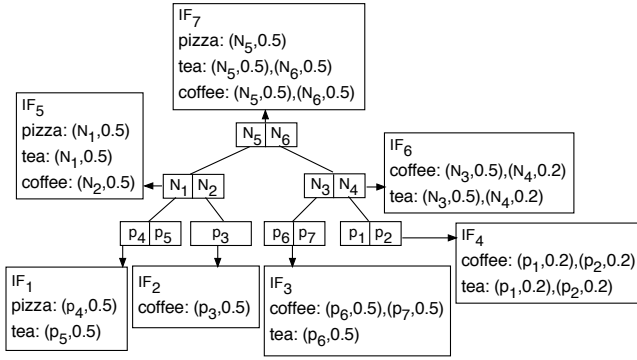 IF7
pizza: (N5,0.5)
tea: (N5,0.5),(N6,0.5)
coffee: (N5,0.5),(N6,0.5)
IF5
pizza: (N1,0.5)
tea: (N1,0.5)
coffee: (N2,0.5)
N5 N6
IF6
coffee: (N3,0.5),(N4,0.2)
tea: (N3,0.5),(N4,0.2)
N1 N2
N3 N4
p4 p5
p3
p6 p7
p1 p2
IF4
coffee: (p1,0.2),(p2,0.2)
tea: (p1,0.2),(p2,0.2)
IF1
pizza: (p4,0.5)
tea: (p5,0.5)
IF2
coffee: (p3,0.5)
IF3
coffee: (p6,0.5),(p7,0.5)
tea: (p6,0.5)